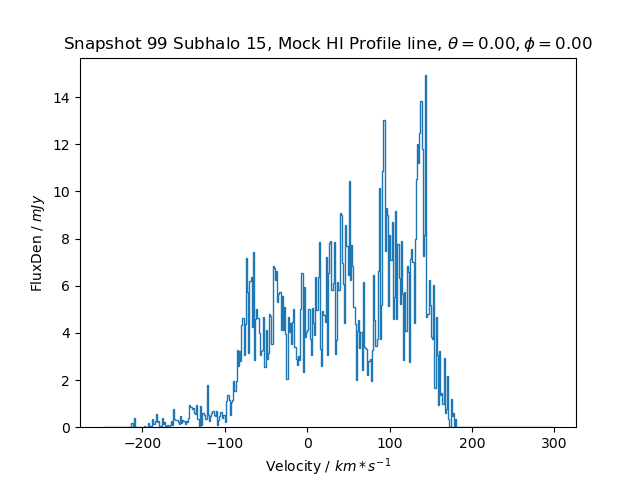 Snapshot 99 Subhalo 15, Mock HI Profile line, θ = 0.00, ϕ = 0.00
FluxDen / mJy
14
12
10
8
6
4
2
0
−200 −100 0 100 200 300
Velocity / km * s⁻¹